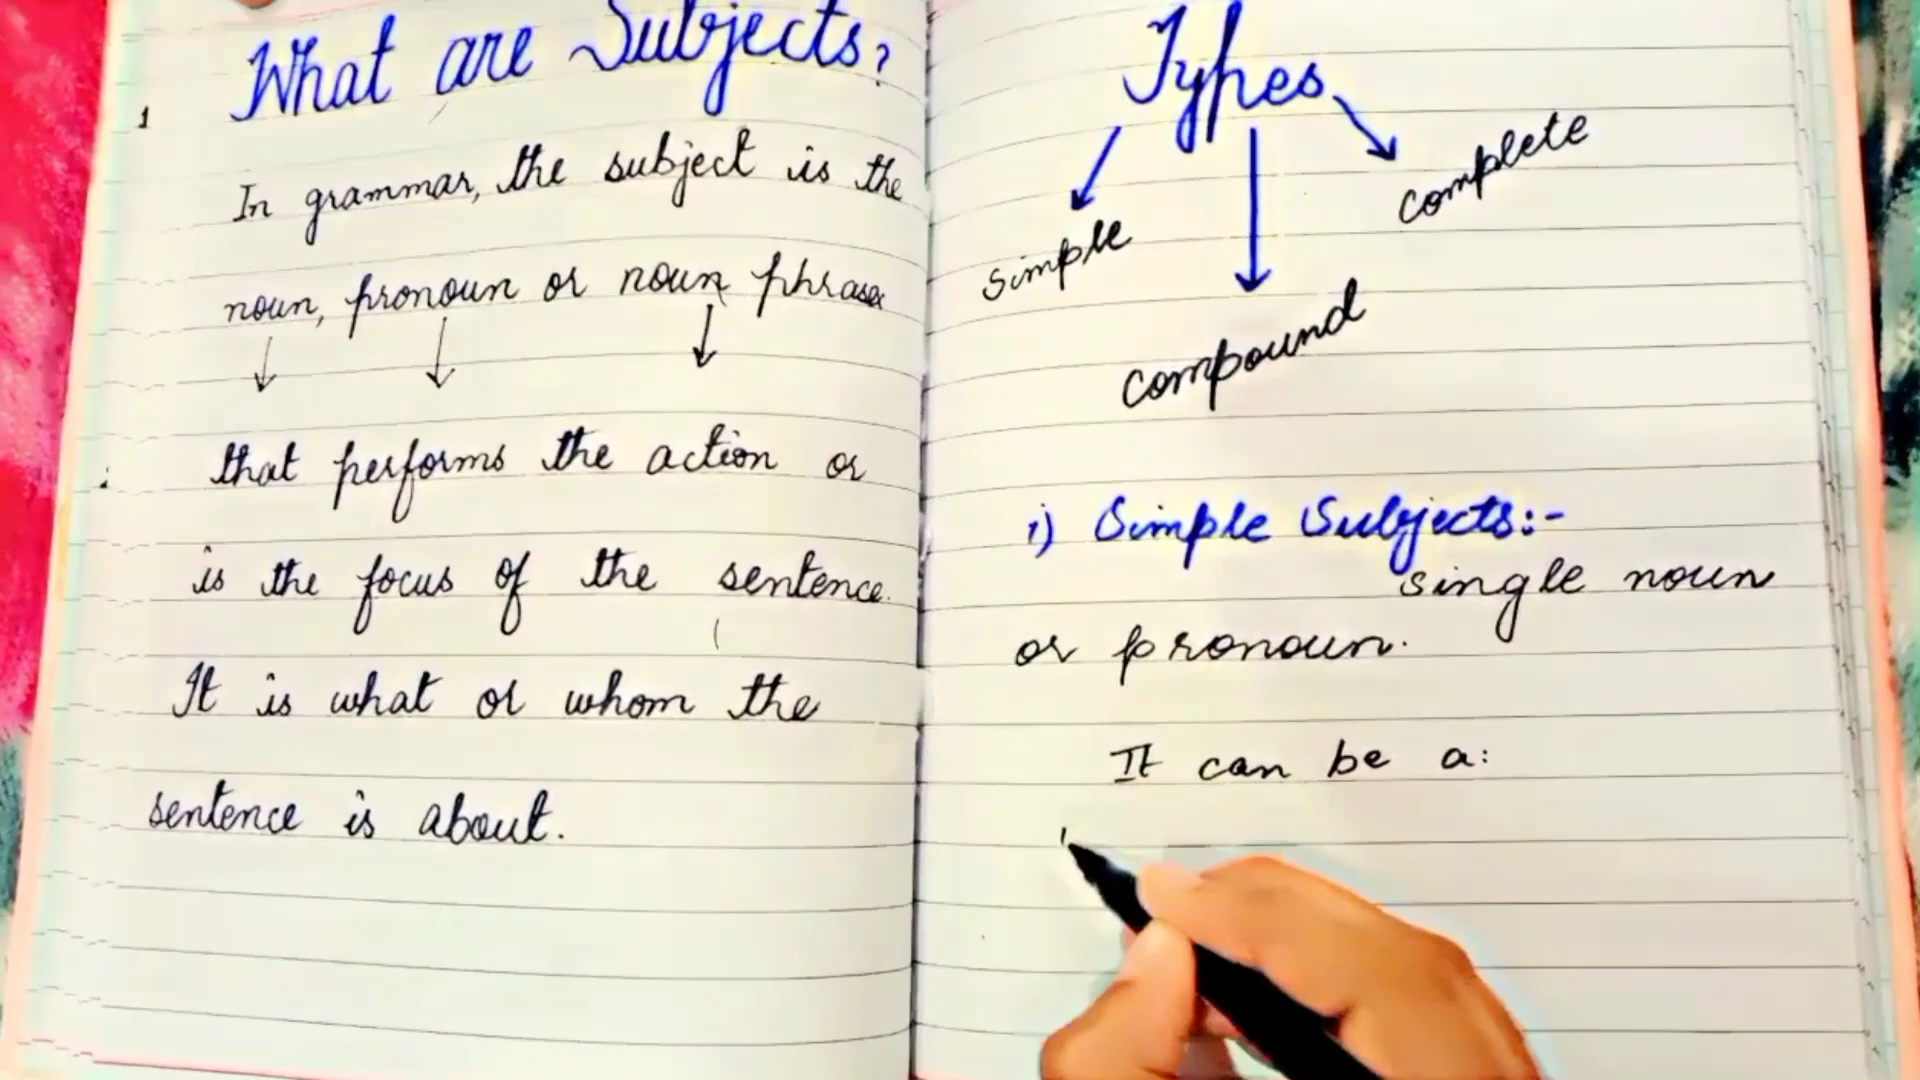 What are Subjects?
1
In grammar, the subject is the
noun, pronoun or noun phrase
that performs the action or
is the focus of the sentence.
It is what or whom the
sentence is about.
Types
simple
compound
complete
i) Simple Subjects:-
single noun
or pronoun.
It can be a: